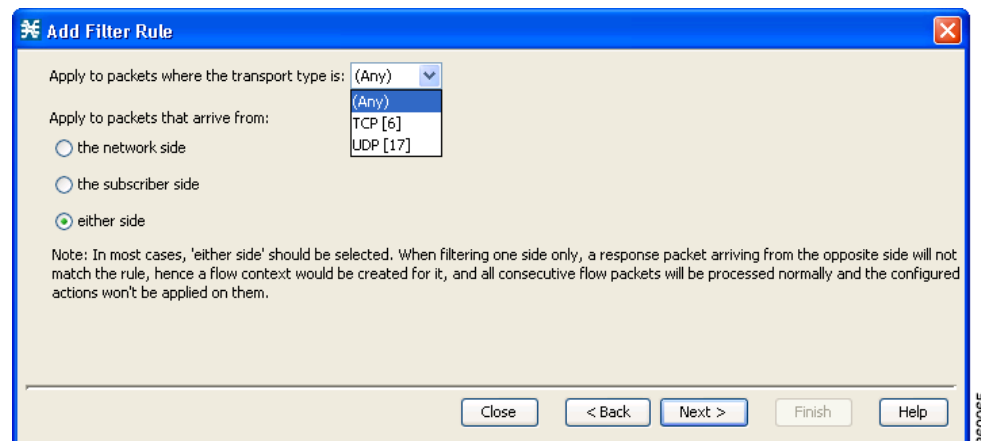 Add Filter Rule
Apply to packets where the transport type is: (Any)
(Any)
TCP [6]
UDP [17]
Apply to packets that arrive from:
the network side
the subscriber side
either side
Note: In most cases, 'either side' should be selected. When filtering one side only, a response packet arriving from the opposite side will not
match the rule, hence a flow context would be created for it, and all consecutive flow packets will be processed normally and the configured
actions won't be applied on them.
Close < Back Next > Finish Help